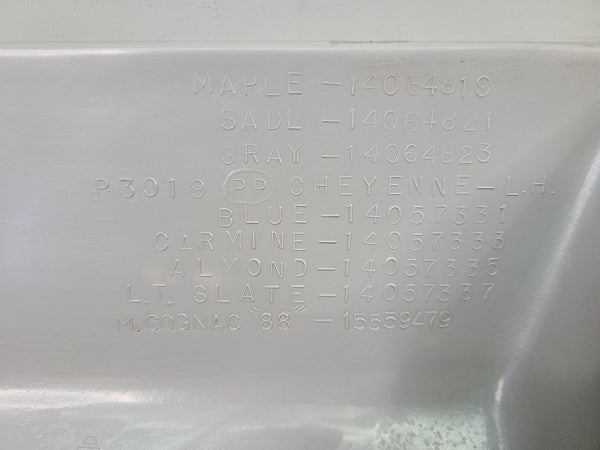 MAPLE -14064819
SADL -14064821
GRAY -14064823
P3019 PP CHEYENNE-L.H.
BLUE-14057331
CARMINE-14057333
ALMOND-14057335
L.T. SLATE-14057337
M.COGNAC "88" -15559479